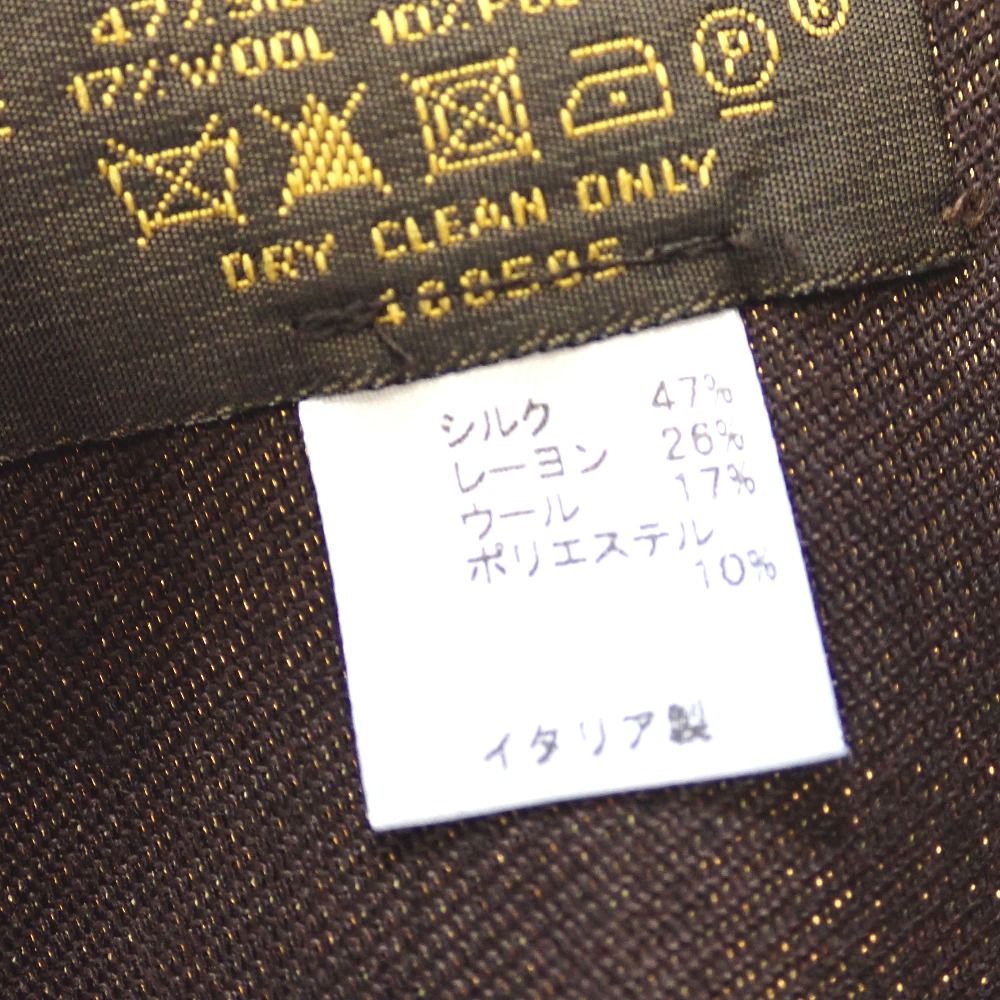 47%
17% WOOL 10%
P
DRY CLEAN ONLY
シルク 47%
レーヨン 26%
ウール 17%
ポリエステル
10%
イタリア製